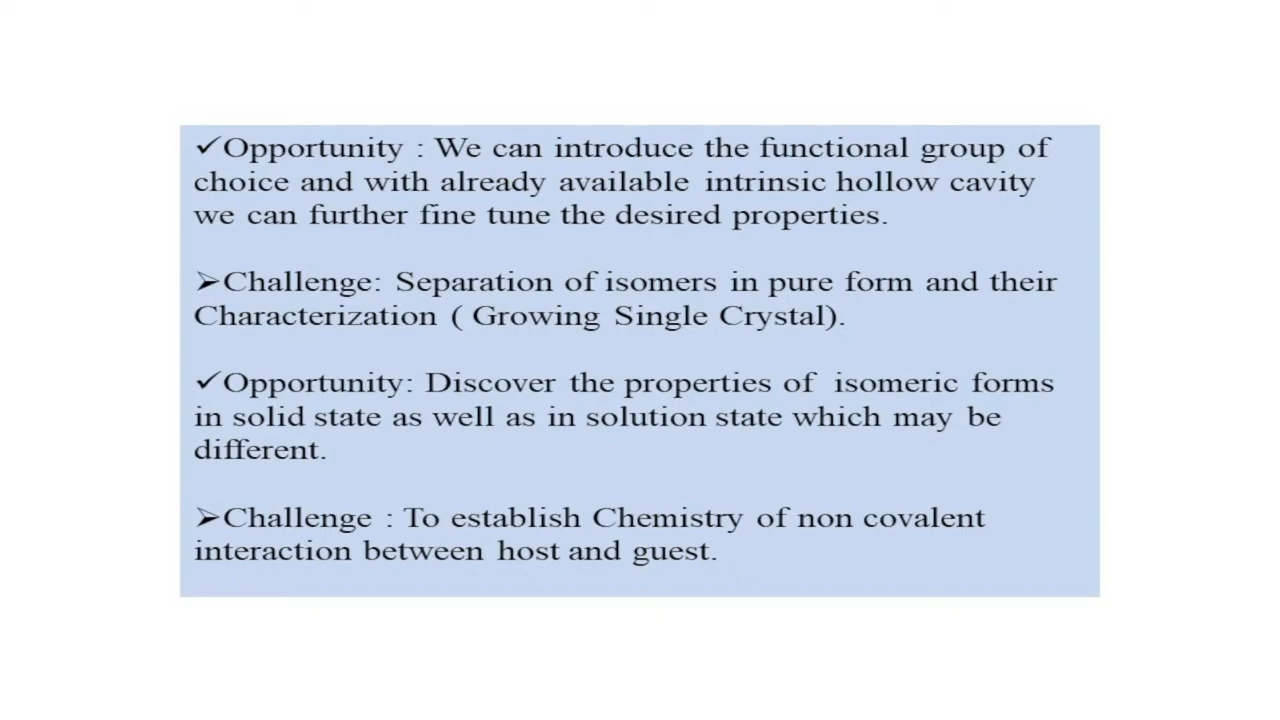 ✓Opportunity : We can introduce the functional group of
choice and with already available intrinsic hollow cavity
we can further fine tune the desired properties.
➢Challenge: Separation of isomers in pure form and their
Characterization ( Growing Single Crystal).
✓Opportunity: Discover the properties of isomeric forms
in solid state as well as in solution state which may be
different.
➢Challenge : To establish Chemistry of non covalent
interaction between host and guest.